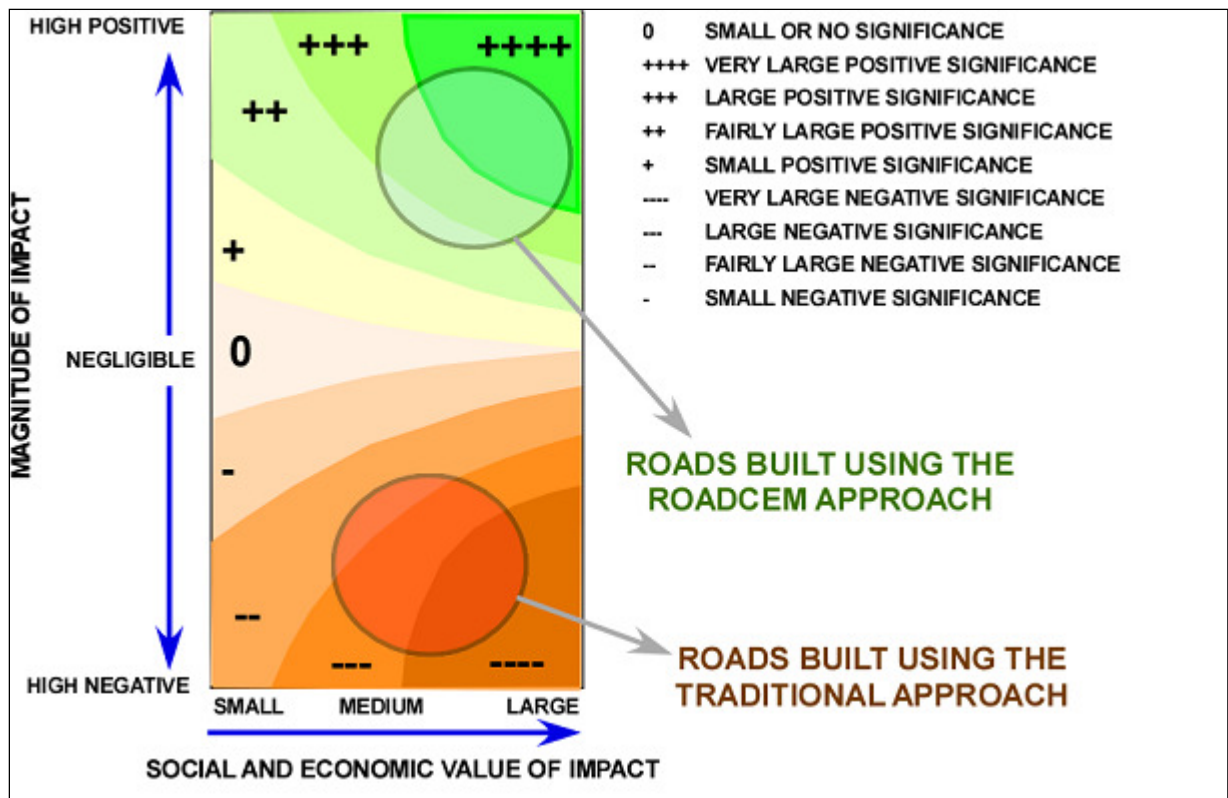 HIGH POSITIVE
+++
++++
++
+
0
-
--
---
----
MAGNITUDE OF IMPACT
NEGLIGIBLE
HIGH NEGATIVE
SMALL
MEDIUM
LARGE
SOCIAL AND ECONOMIC VALUE OF IMPACT
0 SMALL OR NO SIGNIFICANCE
++++ VERY LARGE POSITIVE SIGNIFICANCE
+++ LARGE POSITIVE SIGNIFICANCE
++ FAIRLY LARGE POSITIVE SIGNIFICANCE
+ SMALL POSITIVE SIGNIFICANCE
---- VERY LARGE NEGATIVE SIGNIFICANCE
--- LARGE NEGATIVE SIGNIFICANCE
-- FAIRLY LARGE NEGATIVE SIGNIFICANCE
- SMALL NEGATIVE SIGNIFICANCE
ROADS BUILT USING THE
ROADCEM APPROACH
ROADS BUILT USING THE
TRADITIONAL APPROACH